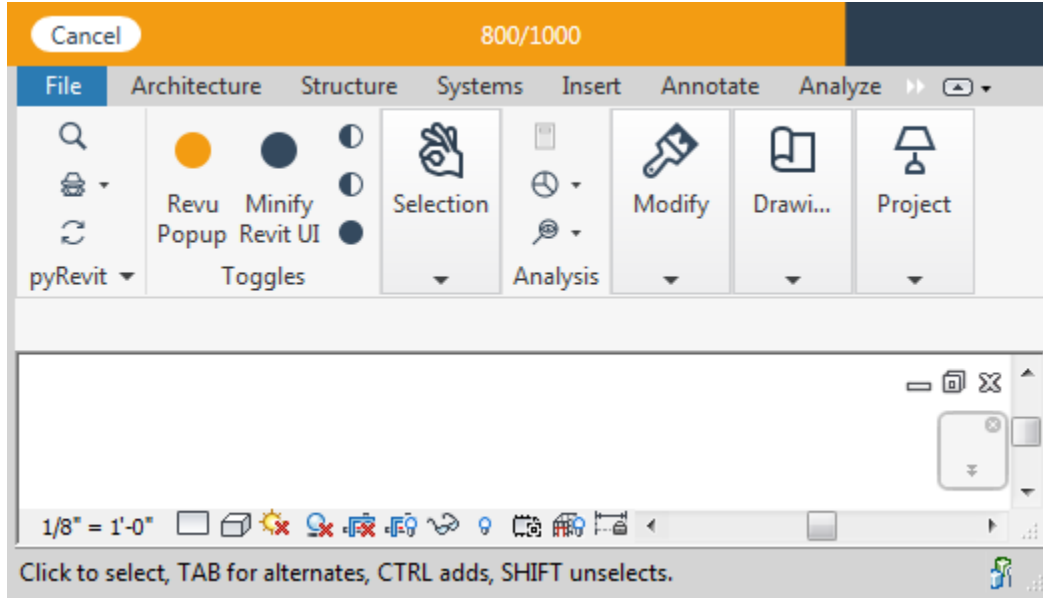 Cancel 800/1000
File Architecture Structure Systems Insert Annotate Analyze
Revu Popup
Minify Revit UI
Selection
Modify
Drawi...
Project
pyRevit Toggles Analysis
1/8" = 1'-0"
Click to select, TAB for alternates, CTRL adds, SHIFT unselects.